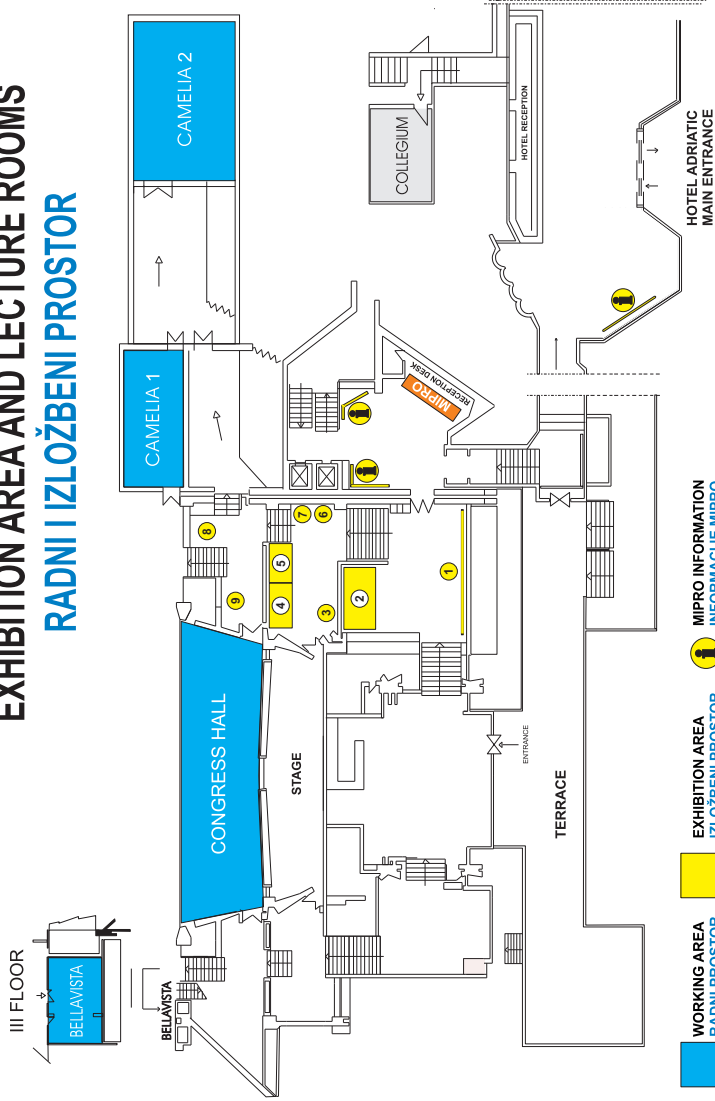 EXHIBITION AREA AND LECTURE ROOMS
RADNI I IZLOŽBENI PROSTOR
III FLOOR
BELLAVISTA
BELLAVISTA
CONGRESS HALL
STAGE
CAMELIA 1
CAMELIA 2
COLLEGIUM
HOTEL RECEPTION
HOTEL ADRIATIC
MAIN ENTRANCE
MIPRO
RECEPTION DESK
i
i
i
1
2
3
4
5
6
7
8
9
ENTRANCE
TERRACE
WORKING AREA
RADNI PROSTOR
EXHIBITION AREA
IZLOŽBENI PROSTOR
i
MIPRO INFORMATION
INFORMACIJE MIPRO